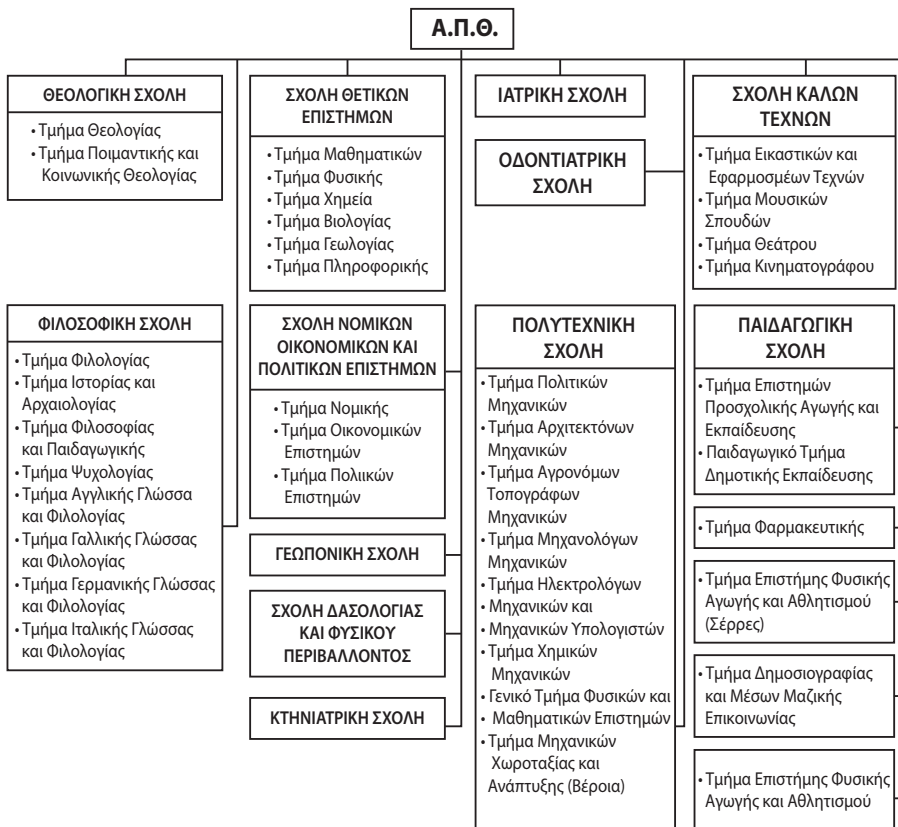 Α.Π.Θ.
ΘΕΟΛΟΓΙΚΗ ΣΧΟΛΗ
• Τμήμα Θεολογίας
• Τμήμα Ποιμαντικής και
Κοινωνικής Θεολογίας
ΣΧΟΛΗ ΘΕΤΙΚΩΝ
ΕΠΙΣΤΗΜΩΝ
• Τμήμα Μαθηματικών
• Τμήμα Φυσικής
• Τμήμα Χημεία
• Τμήμα Βιολογίας
• Τμήμα Γεωλογίας
• Τμήμα Πληροφορικής
ΙΑΤΡΙΚΗ ΣΧΟΛΗ
ΟΔΟΝΤΙΑΤΡΙΚΗ
ΣΧΟΛΗ
ΣΧΟΛΗ ΚΑΛΩΝ
ΤΕΧΝΩΝ
• Τμήμα Εικαστικών και
Εφαρμοσμέων Τεχνών
• Τμήμα Μουσικών
Σπουδών
• Τμήμα Θεάτρου
• Τμήμα Κινηματογράφου
ΦΙΛΟΣΟΦΙΚΗ ΣΧΟΛΗ
• Τμήμα Φιλολογίας
• Τμήμα Ιστορίας και
Αρχαιολογίας
• Τμήμα Φιλοσοφίας
και Παιδαγωγικής
• Τμήμα Ψυχολογίας
• Τμήμα Αγγλικής Γλώσσα
και Φιλολογίας
• Τμήμα Γαλλικής Γλώσσας
και Φιλολογίας
• Τμήμα Γερμανικής Γλώσσας
και Φιλολογίας
• Τμήμα Ιταλικής Γλώσσας
και Φιλολογίας
ΣΧΟΛΗ ΝΟΜΙΚΩΝ
ΟΙΚΟΝΟΜΙΚΩΝ ΚΑΙ
ΠΟΛΙΤΙΚΩΝ ΕΠΙΣΤΗΜΩΝ
• Τμήμα Νομικής
• Τμήμα Οικονομικών
Επιστημών
• Τμήμα Πολιικών
Επιστημών
ΓΕΩΠΟΝΙΚΗ ΣΧΟΛΗ
ΣΧΟΛΗ ΔΑΣΟΛΟΓΙΑΣ
ΚΑΙ ΦΥΣΙΚΟΥ
ΠΕΡΙΒΑΛΛΟΝΤΟΣ
ΚΤΗΝΙΑΤΡΙΚΗ ΣΧΟΛΗ
ΠΟΛΥΤΕΧΝΙΚΗ
ΣΧΟΛΗ
• Τμήμα Πολιτικών
Μηχανικών
• Τμήμα Αρχιτεκτόνων
Μηχανικών
• Τμήμα Αγρονόμων
Τοπογράφων
Μηχανικών
• Τμήμα Μηχανολόγων
Μηχανικών
• Τμήμα Ηλεκτρολόγων
• Μηχανικών και
• Μηχανικών Υπολογιστών
• Τμήμα Χημικών
Μηχανικών
• Γενικό Τμήμα Φυσικών και
• Μαθηματικών Επιστημών
• Τμήμα Μηχανικών
Χωροταξίας και
Ανάπτυξης (Βέροια)
ΠΑΙΔΑΓΩΓΙΚΗ
ΣΧΟΛΗ
• Τμήμα Επιστημών
Προσχολικής Αγωγής και
Εκπαίδευσης
• Παιδαγωγικό Τμήμα
Δημοτικής Εκπαίδευσης
• Τμήμα Φαρμακευτικής
• Τμήμα Επιστήμης Φυσικής
Αγωγής και Αθλητισμού
(Σέρρες)
• Τμήμα Δημοσιογραφίας
και Μέσων Μαζικής
Επικοινωνίας
• Τμήμα Επιστήμης Φυσικής
Αγωγής και Αθλητισμού